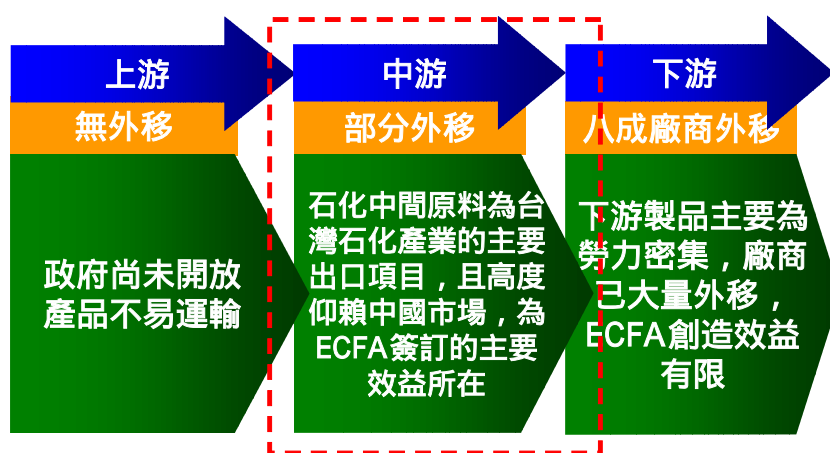 上游
無外移
政府尚未開放
產品不易運輸
中游
部分外移
石化中間原料為台
灣石化產業的主要
出口項目，且高度
仰賴中國市場，為
ECFA簽訂的主要
效益所在
下游
八成廠商外移
下游製品主要為
勞力密集，廠商
已大量外移，
ECFA創造效益
有限